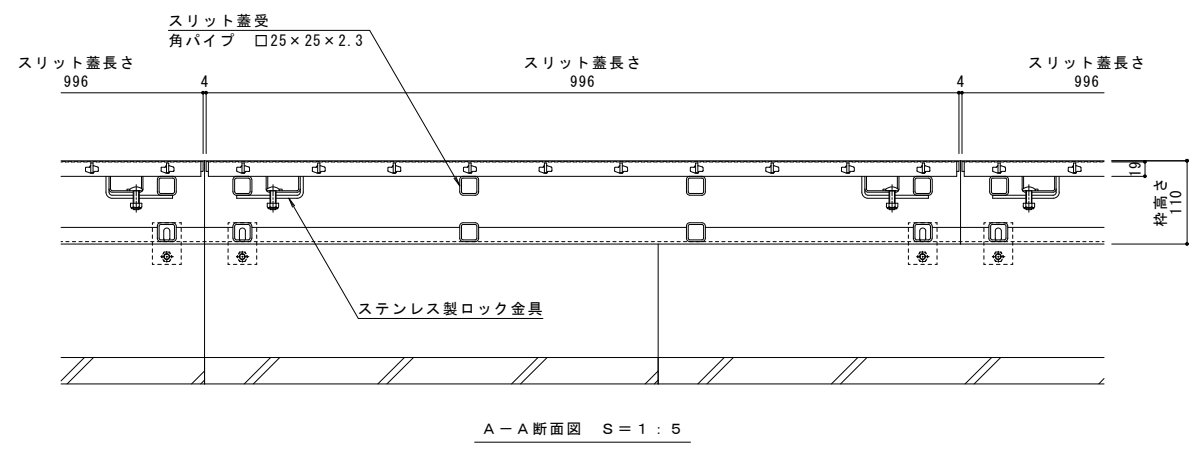 スリット蓋受
角パイプ □25×25×2.3
スリット蓋長さ
996
4
スリット蓋長さ
996
4
スリット蓋長さ
996
19
枠高さ
110
ステンレス製ロック金具
A－A断面図 S＝1：5